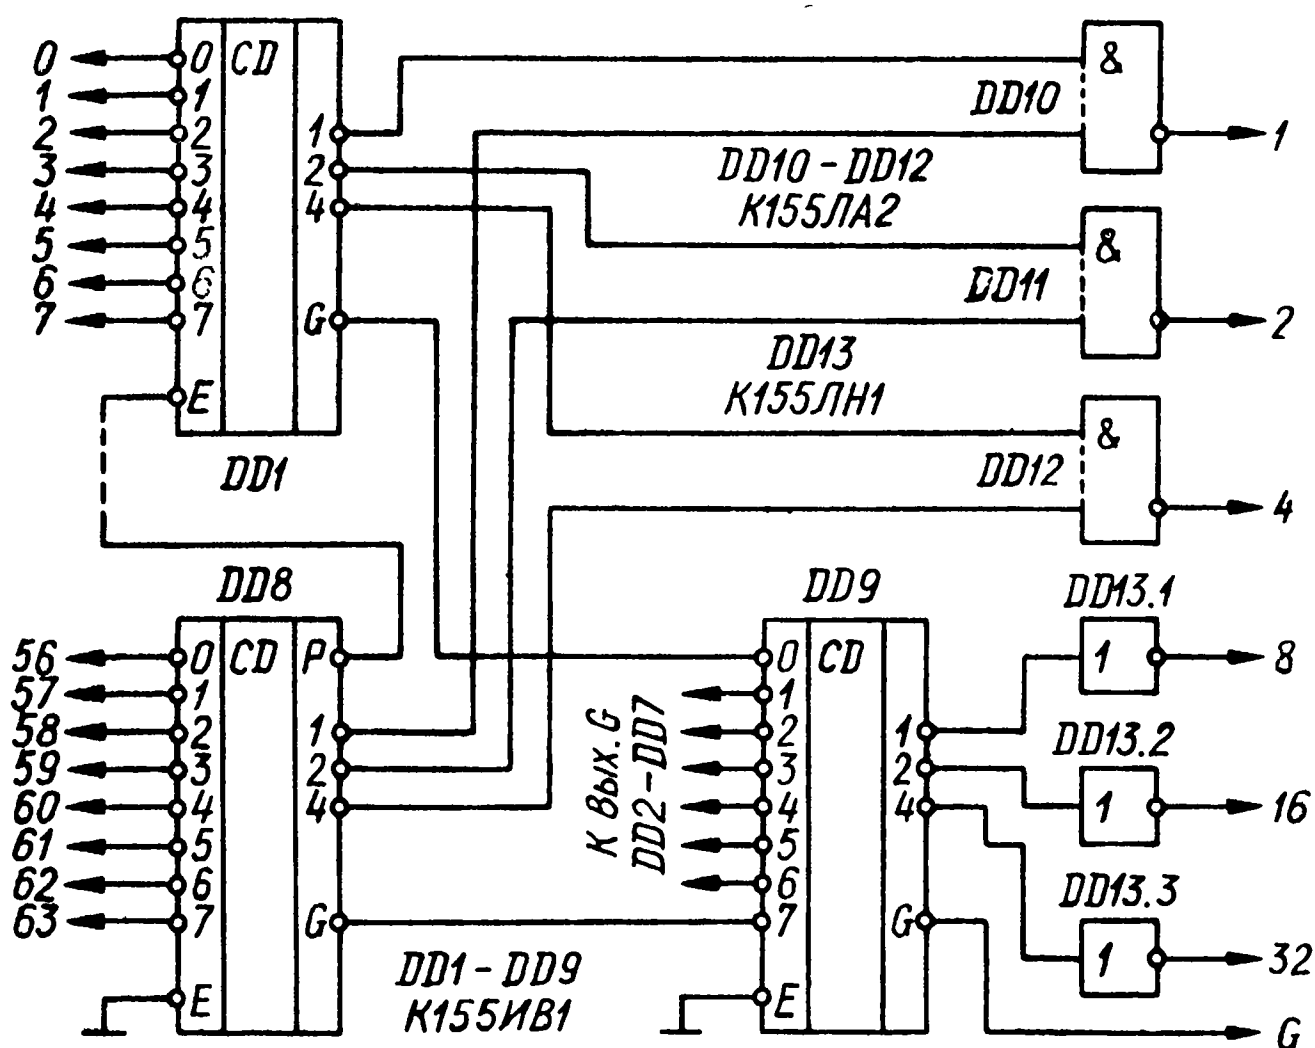 0 0 CD
1 1
2 2 1
3 3 2
4 4 4
5 5
6 6
7 7 G
E
DD1
& DD10 1
DD10 - DD12
К155ЛА2
& DD11 2
DD13
К155ЛН1
& DD12 4
DD8
56 0 CD P
57 1
58 2 1
59 3 2
60 4 4
61 5
62 6
63 7 G
E
DD1 - DD9
К155ИВ1
DD9
К Вых. G
DD2-DD7
0 CD
1
2 1
3 2
4 4
5
6
7 G
E
DD13.1
1 8
DD13.2
1 16
DD13.3
1 32
G